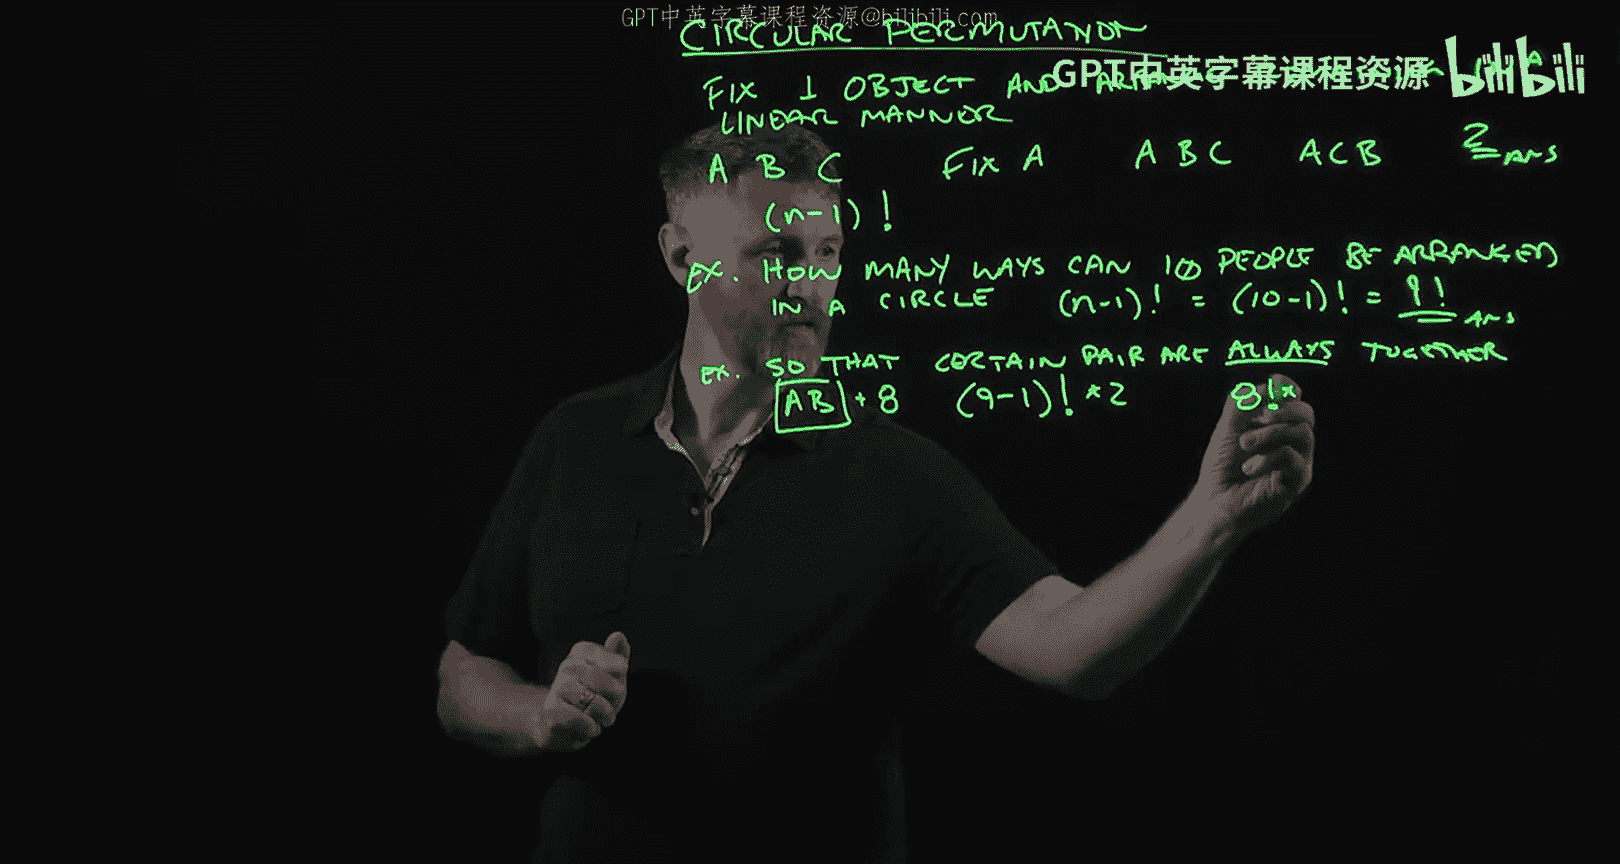 GPT中英字幕课程资源@bilibili.com
CIRCULAR PERMUTATION
GPT中英字幕课程资源 bilibili
FIX 1 OBJECT AND
LINEAR MANNER
A B C FIX A A B C A C B 2 ANS
(n-1)!
EX. HOW MANY WAYS CAN 10 PEOPLE BE ARRANGED
IN A CIRCLE (n-1)! = (10-1)! = 9! ANS
EX. SO THAT CERTAIN PAIR ARE ALWAYS TOGETHER
AB + 8 (9-1)! * 2 8! *